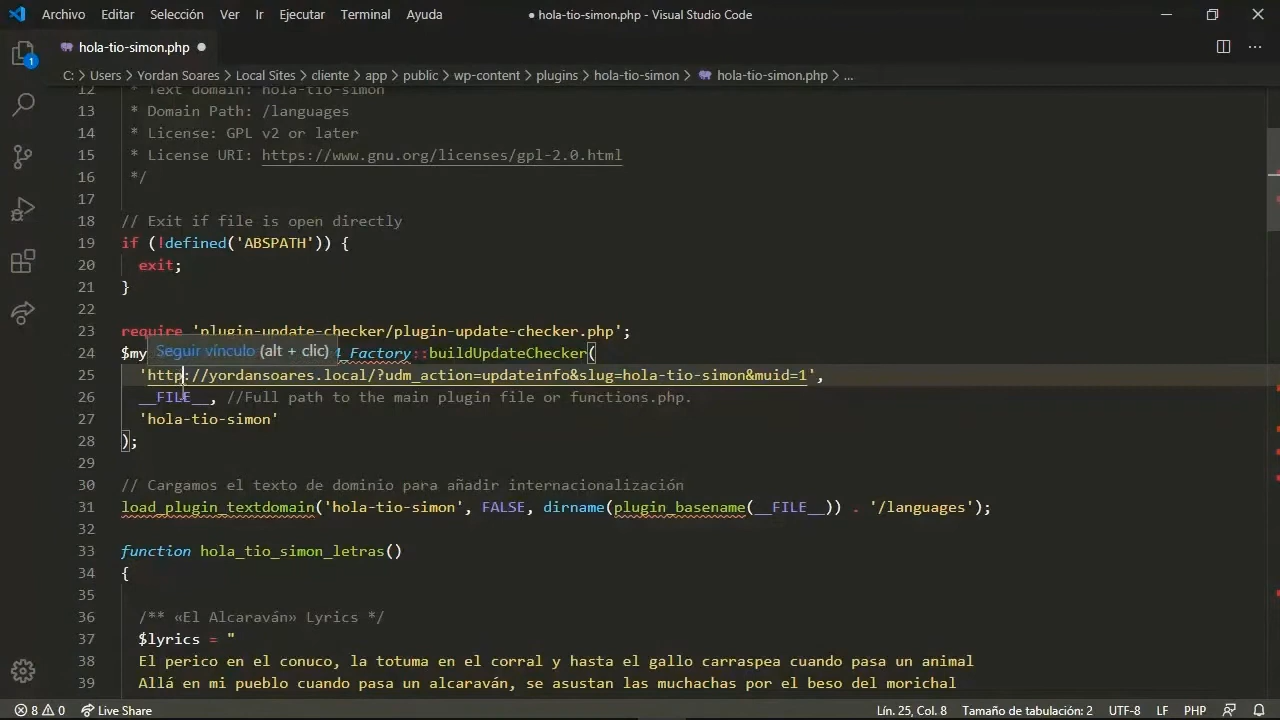 Archivo Editar Selección Ver Ir Ejecutar Terminal Ayuda
● hola-tio-simon.php - Visual Studio Code
hola-tio-simon.php ●
C: > Users > Yordan Soares > Local Sites > cliente > app > public > wp-content > plugins > hola-tio-simon > hola-tio-simon.php > ...
1
12 * Text domain: hola-tio-simon
13 * Domain Path: /languages
14 * License: GPL v2 or later
15 * License URI: https://www.gnu.org/licenses/gpl-2.0.html
16 */
17
18 // Exit if file is open directly
19 if (!defined('ABSPATH')) {
20 exit;
21 }
22
23 require 'plugin-update-checker/plugin-update-checker.php';
Seguir vínculo (alt + clic)
24 $my _Factory::buildUpdateChecker(
25 'http://yordansoares.local/?udm_action=updateinfo&slug=hola-tio-simon&muid=1',
26 __FILE__, //Full path to the main plugin file or functions.php.
27 'hola-tio-simon'
28 );
29
30 // Cargamos el texto de dominio para añadir internacionalización
31 load_plugin_textdomain('hola-tio-simon', FALSE, dirname(plugin_basename(__FILE__)) . '/languages');
32
33 function hola_tio_simon_letras()
34 {
35
36 /** «El Alcaraván» Lyrics */
37 $lyrics = "
38 El perico en el conuco, la totuma en el corral y hasta el gallo carraspea cuando pasa un animal
39 Allá en mi pueblo cuando pasa un alcaraván, se asustan las muchachas por el beso del morichal
8 0 Live Share Lín. 25, Col. 8 Tamaño de tabulación: 2 UTF-8 LF PHP